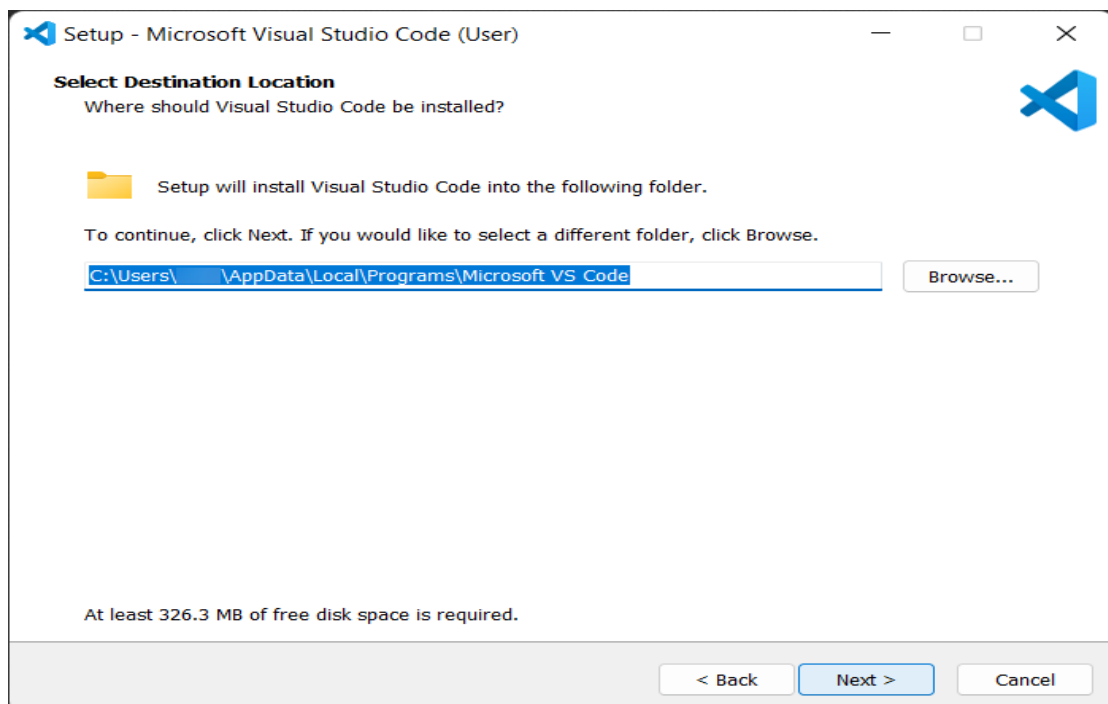 Setup - Microsoft Visual Studio Code (User)
Select Destination Location
Where should Visual Studio Code be installed?
Setup will install Visual Studio Code into the following folder.
To continue, click Next. If you would like to select a different folder, click Browse.
C:\Users\ \AppData\Local\Programs\Microsoft VS Code
Browse...
At least 326.3 MB of free disk space is required.
< Back
Next >
Cancel